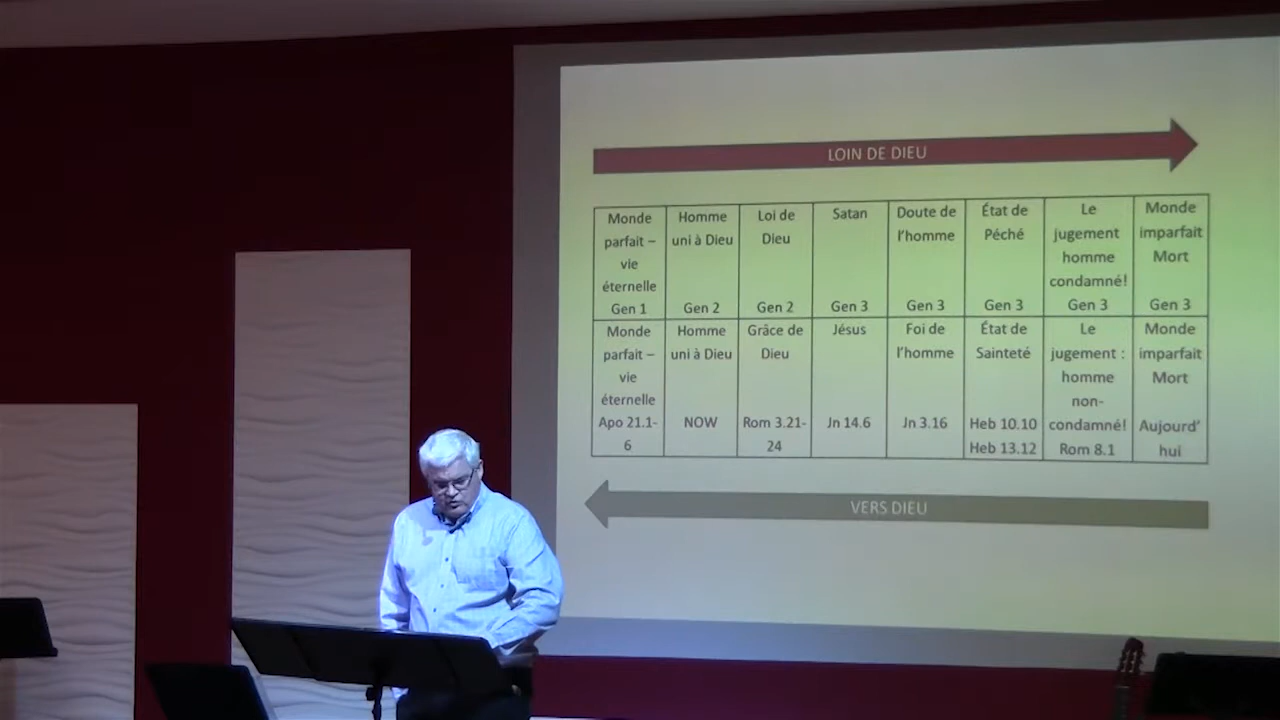 LOIN DE DIEU
Monde
parfait –
vie
éternelle
Gen 1
Homme
uni à Dieu
Gen 2
Loi de
Dieu
Gen 2
Satan
Gen 3
Doute de
l'homme
Gen 3
État de
Péché
Gen 3
Le
jugement
homme
condamné!
Gen 3
Monde
imparfait
Mort
Gen 3
Monde
parfait –
vie
éternelle
Apo 21.1-
6
Homme
uni à Dieu
NOW
Grâce de
Dieu
Rom 3.21-
24
Jésus
Jn 14.6
Foi de
l'homme
Jn 3.16
État de
Sainteté
Heb 10.10
Heb 13.12
Le
jugement :
homme
non-
condamné!
Rom 8.1
Monde
imparfait
Mort
Aujourd'
hui
VERS DIEU